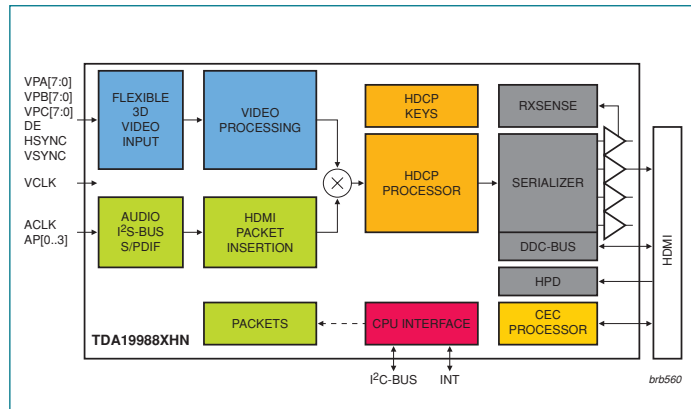 VPA[7:0]
VPB[7:0]
VPC[7:0]
DE
HSYNC
VSYNC
VCLK
ACLK
AP[0..3]
FLEXIBLE
3D
VIDEO
INPUT
VIDEO
PROCESSING
AUDIO
I²S-BUS
S/PDIF
HDMI
PACKET
INSERTION
HDCP
KEYS
HDCP
PROCESSOR
RXSENSE
SERIALIZER
DDC-BUS
HPD
CEC
PROCESSOR
HDMI
PACKETS
CPU INTERFACE
TDA19988XHN
I²C-BUS
INT
brb560